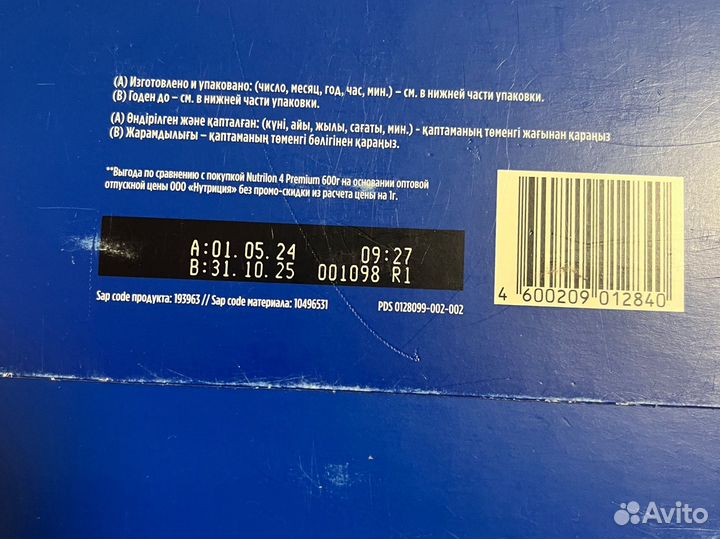 (А) Изготовлено и упаковано: (число, месяц, год, час, мин.) – см. в нижней части упаковки.
(В) Годен до – см. в нижней части упаковки.
(А) Өндірілген және қапталған: (күні, айы, жылы, сағаты, мин.) - қаптаманың төменгі жағынан қараңыз
(В) Жарамдылығы – қаптаманың төменгі бөлігінен қараңыз.
**Выгода по сравнению с покупкой Nutrilon 4 Premium 600г на основании оптовой
отпускной цены ООО «Нутриция» без промо-скидки из расчета цены на 1г.
A:01.05.24 09:27
B:31.10.25 001098 R1
Sap code продукта: 193963 // Sap code материала: 10496531 PDS 0128099-002-002
4 600209 012840
Avito